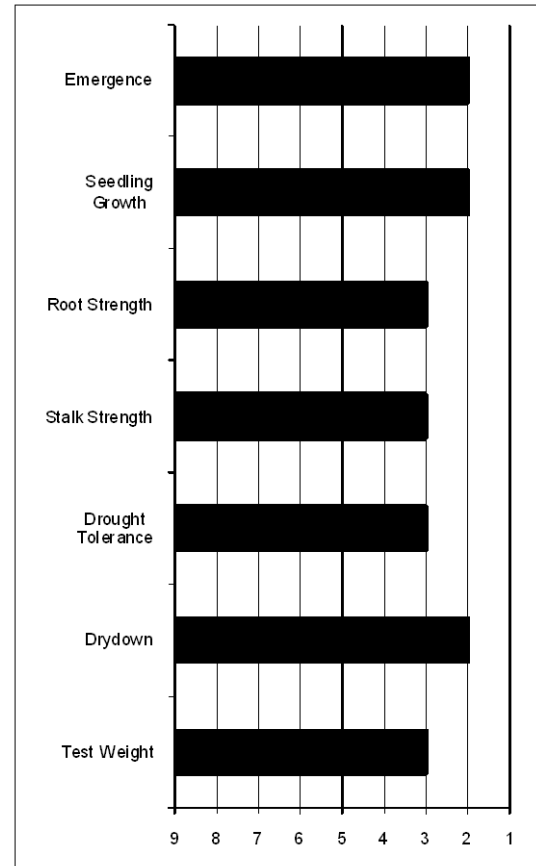 Emergence
Seedling
Growth
Root Strength
Stalk Strength
Drought
Tolerance
Drydown
Test Weight
9 8 7 6 5 4 3 2 1